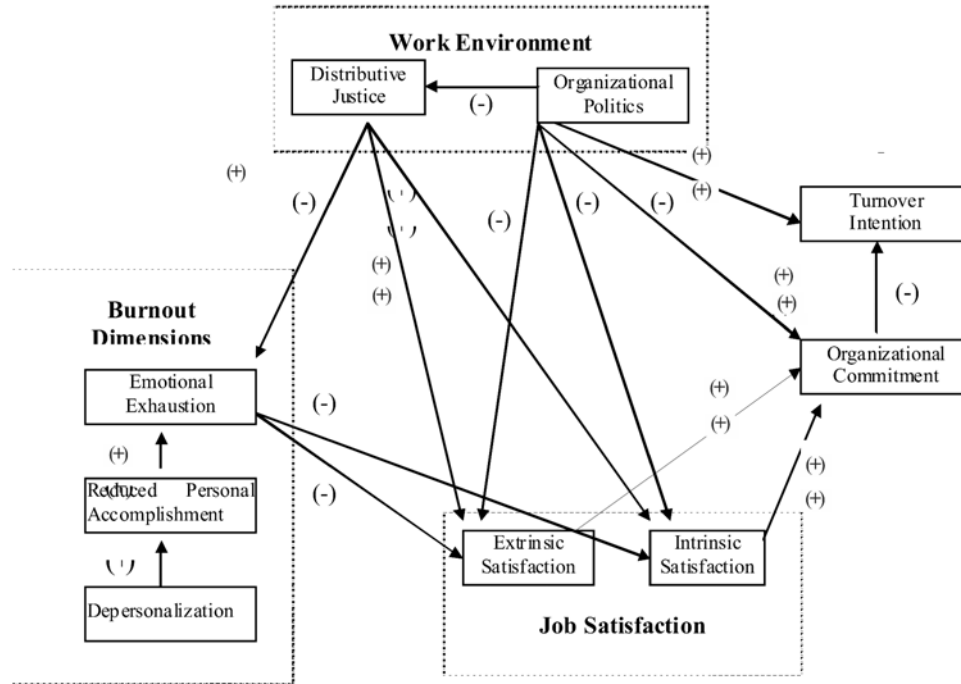 Work Environment
Distributive
Justice
Organizational
Politics
(-)
(+)
(+)
(-)
(-)
(-)
(-)
(+)
Turnover
Intention
(+)
(+)
(+)
(+)
(-)
Burnout
Dimensions
Organizational
Commitment
Emotional
Exhaustion
(-)
(+)
(+)
(+)
(+)
(-)
(+)
Reduced Personal
Accomplishment
Extrinsic
Satisfaction
Intrinsic
Satisfaction
Depersonalization
Job Satisfaction